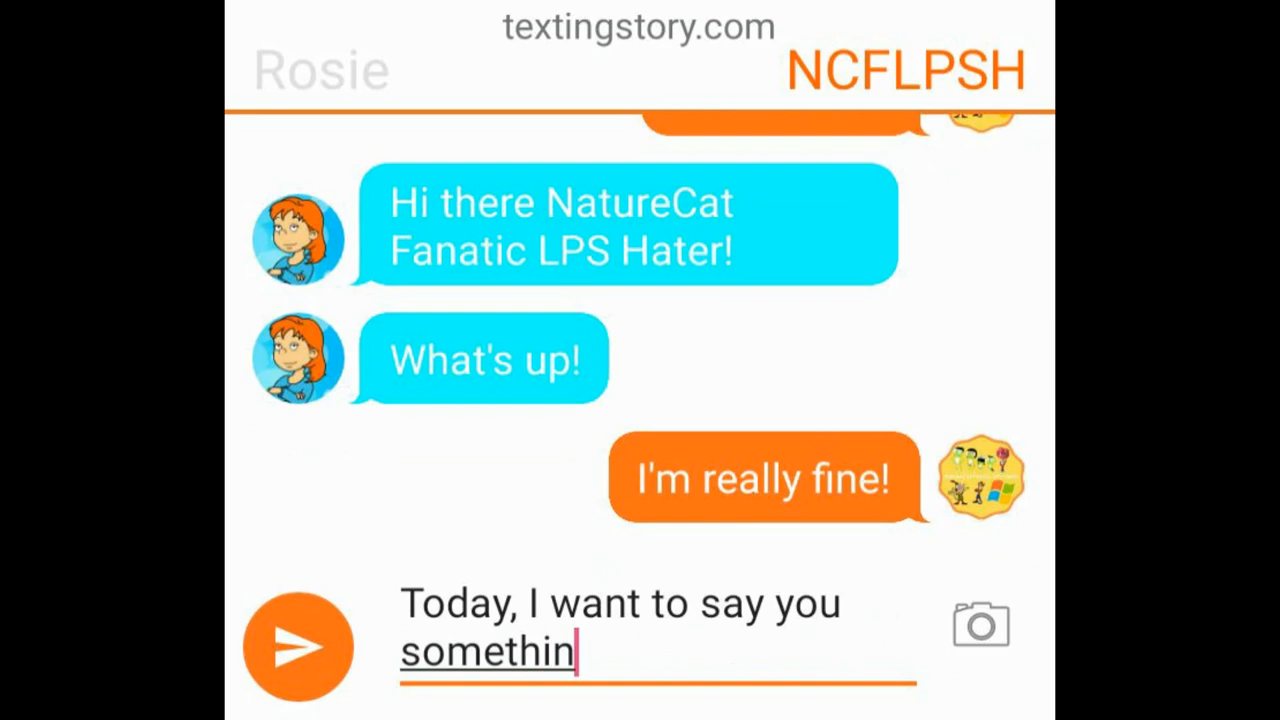 textingstory.com
Rosie
NCFLPSH
Hi there NatureCat
Fanatic LPS Hater!
What's up!
I'm really fine!
Today, I want to say you
somethin